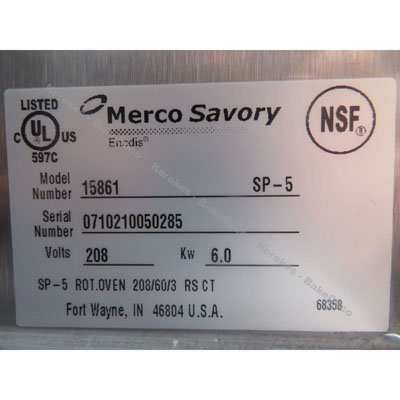 LISTED
C UL US
597C
Merco Savory
Enodis®
NSF®
Model Number 15861 SP-5
Serial Number 0710210050285
Volts 208 Kw 6.0
SP-5 ROT.OVEN 208/60/3 RS CT
Fort Wayne, IN 46804 U.S.A.
68358